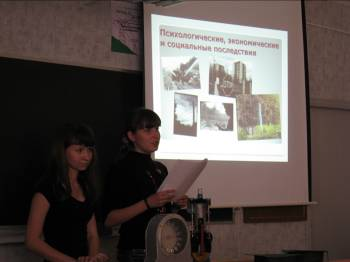 Психологические, экономические
и социальные последствия